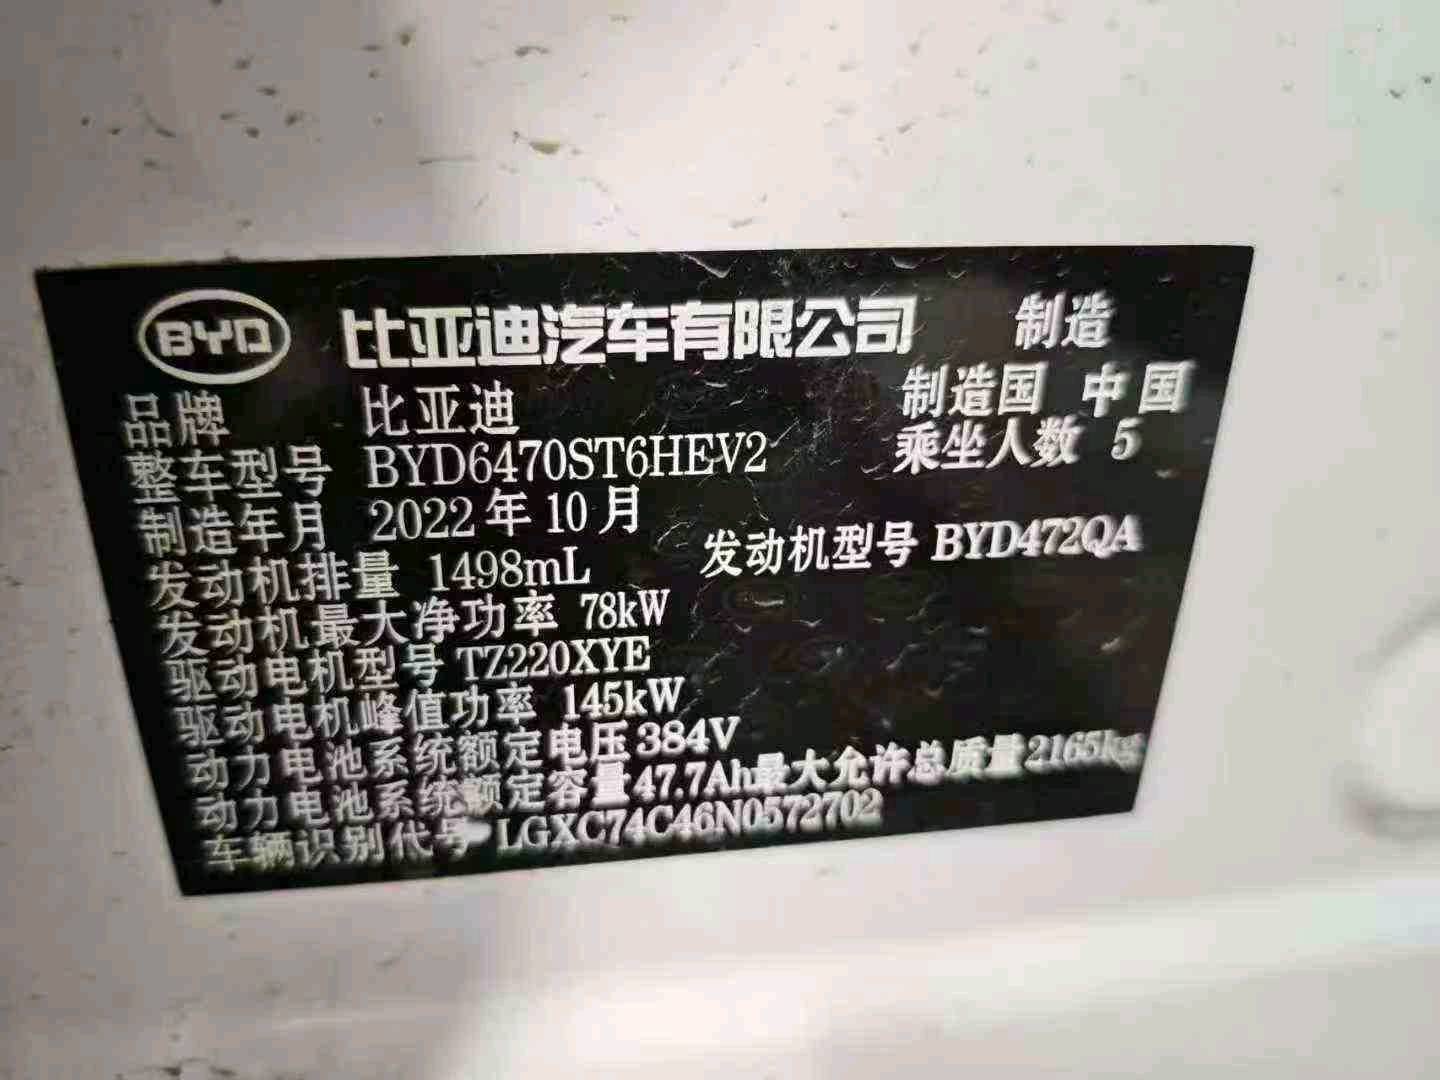 BYD 比亚迪汽车有限公司 制造
品牌 比亚迪 制造国 中国
整车型号 BYD6470ST6HEV2 乘坐人数 5
制造年月 2022年10月
发动机排量 1498mL 发动机型号 BYD472QA
发动机最大净功率 78kW
驱动电机型号 TZ220XYE
驱动电机峰值功率 145kW
动力电池系统额定电压 384V
动力电池系统额定容量 47.7Ah 最大允许总质量 2165kg
车辆识别代号 LGXC74C46N0572702